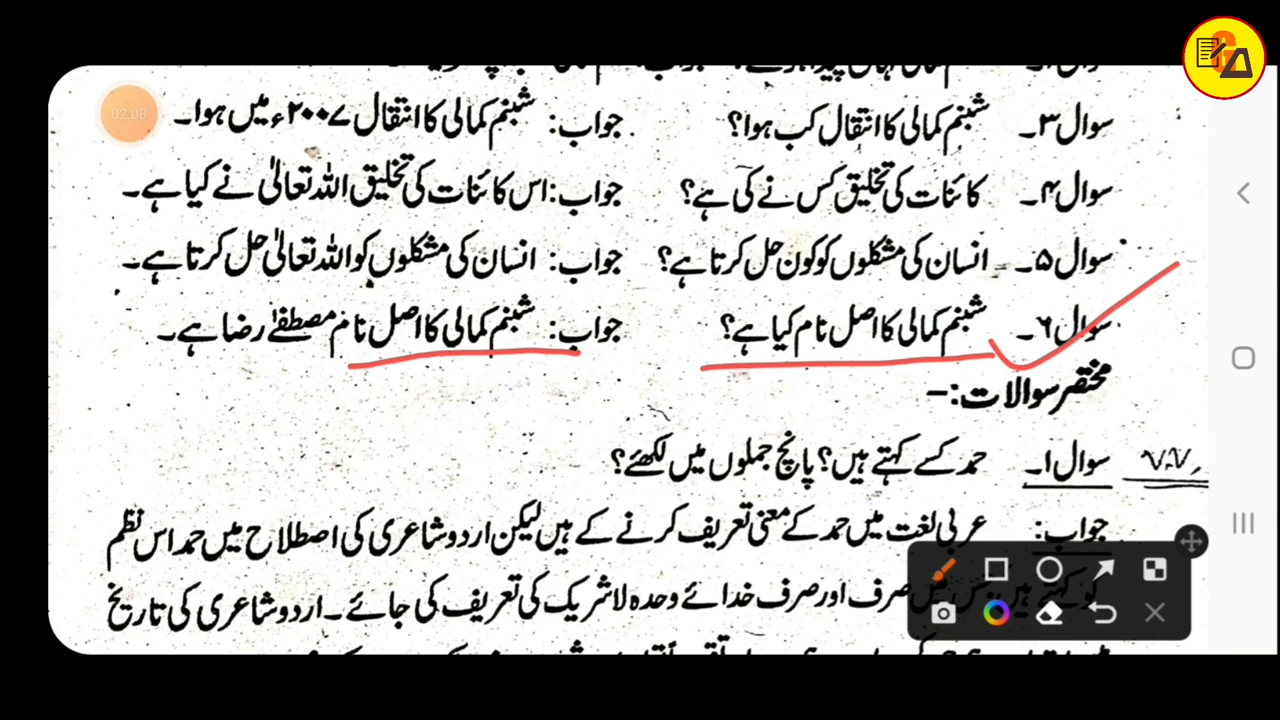 02:08
سوال ۳۔ شبنم کمالی کا انتقال کب ہوا؟ جواب: شبنم کمالی کا انتقال ۲۰۰۷ء میں ہوا۔
سوال ۴۔ کائنات کی تخلیق کس نے کی ہے؟ جواب: اس کائنات کی تخلیق اللہ تعالیٰ نے کیا ہے۔
سوال ۵۔ انسان کی مشکلوں کو کون حل کرتا ہے؟ جواب: انسان کی مشکلوں کو اللہ تعالیٰ حل کرتا ہے۔
سوال ۶۔ شبنم کمالی کا اصل نام کیا ہے؟ جواب: شبنم کمالی کا اصل نام مصطفےٰ رضا ہے۔
مختصر سوالات:–
سوال ۱۔ حمد کسے کہتے ہیں؟ پانچ جملوں میں لکھئے؟
V.V.
جواب: عربی لغت میں حمد کے معنی تعریف کرنے کے ہیں لیکن اردو شاعری کی اصطلاح میں حمد اس نظم
کو کہتے ہیں صرف اور صرف خدائے وحدہ لاشریک کی تعریف کی جائے۔ اردو شاعری کی تاریخ